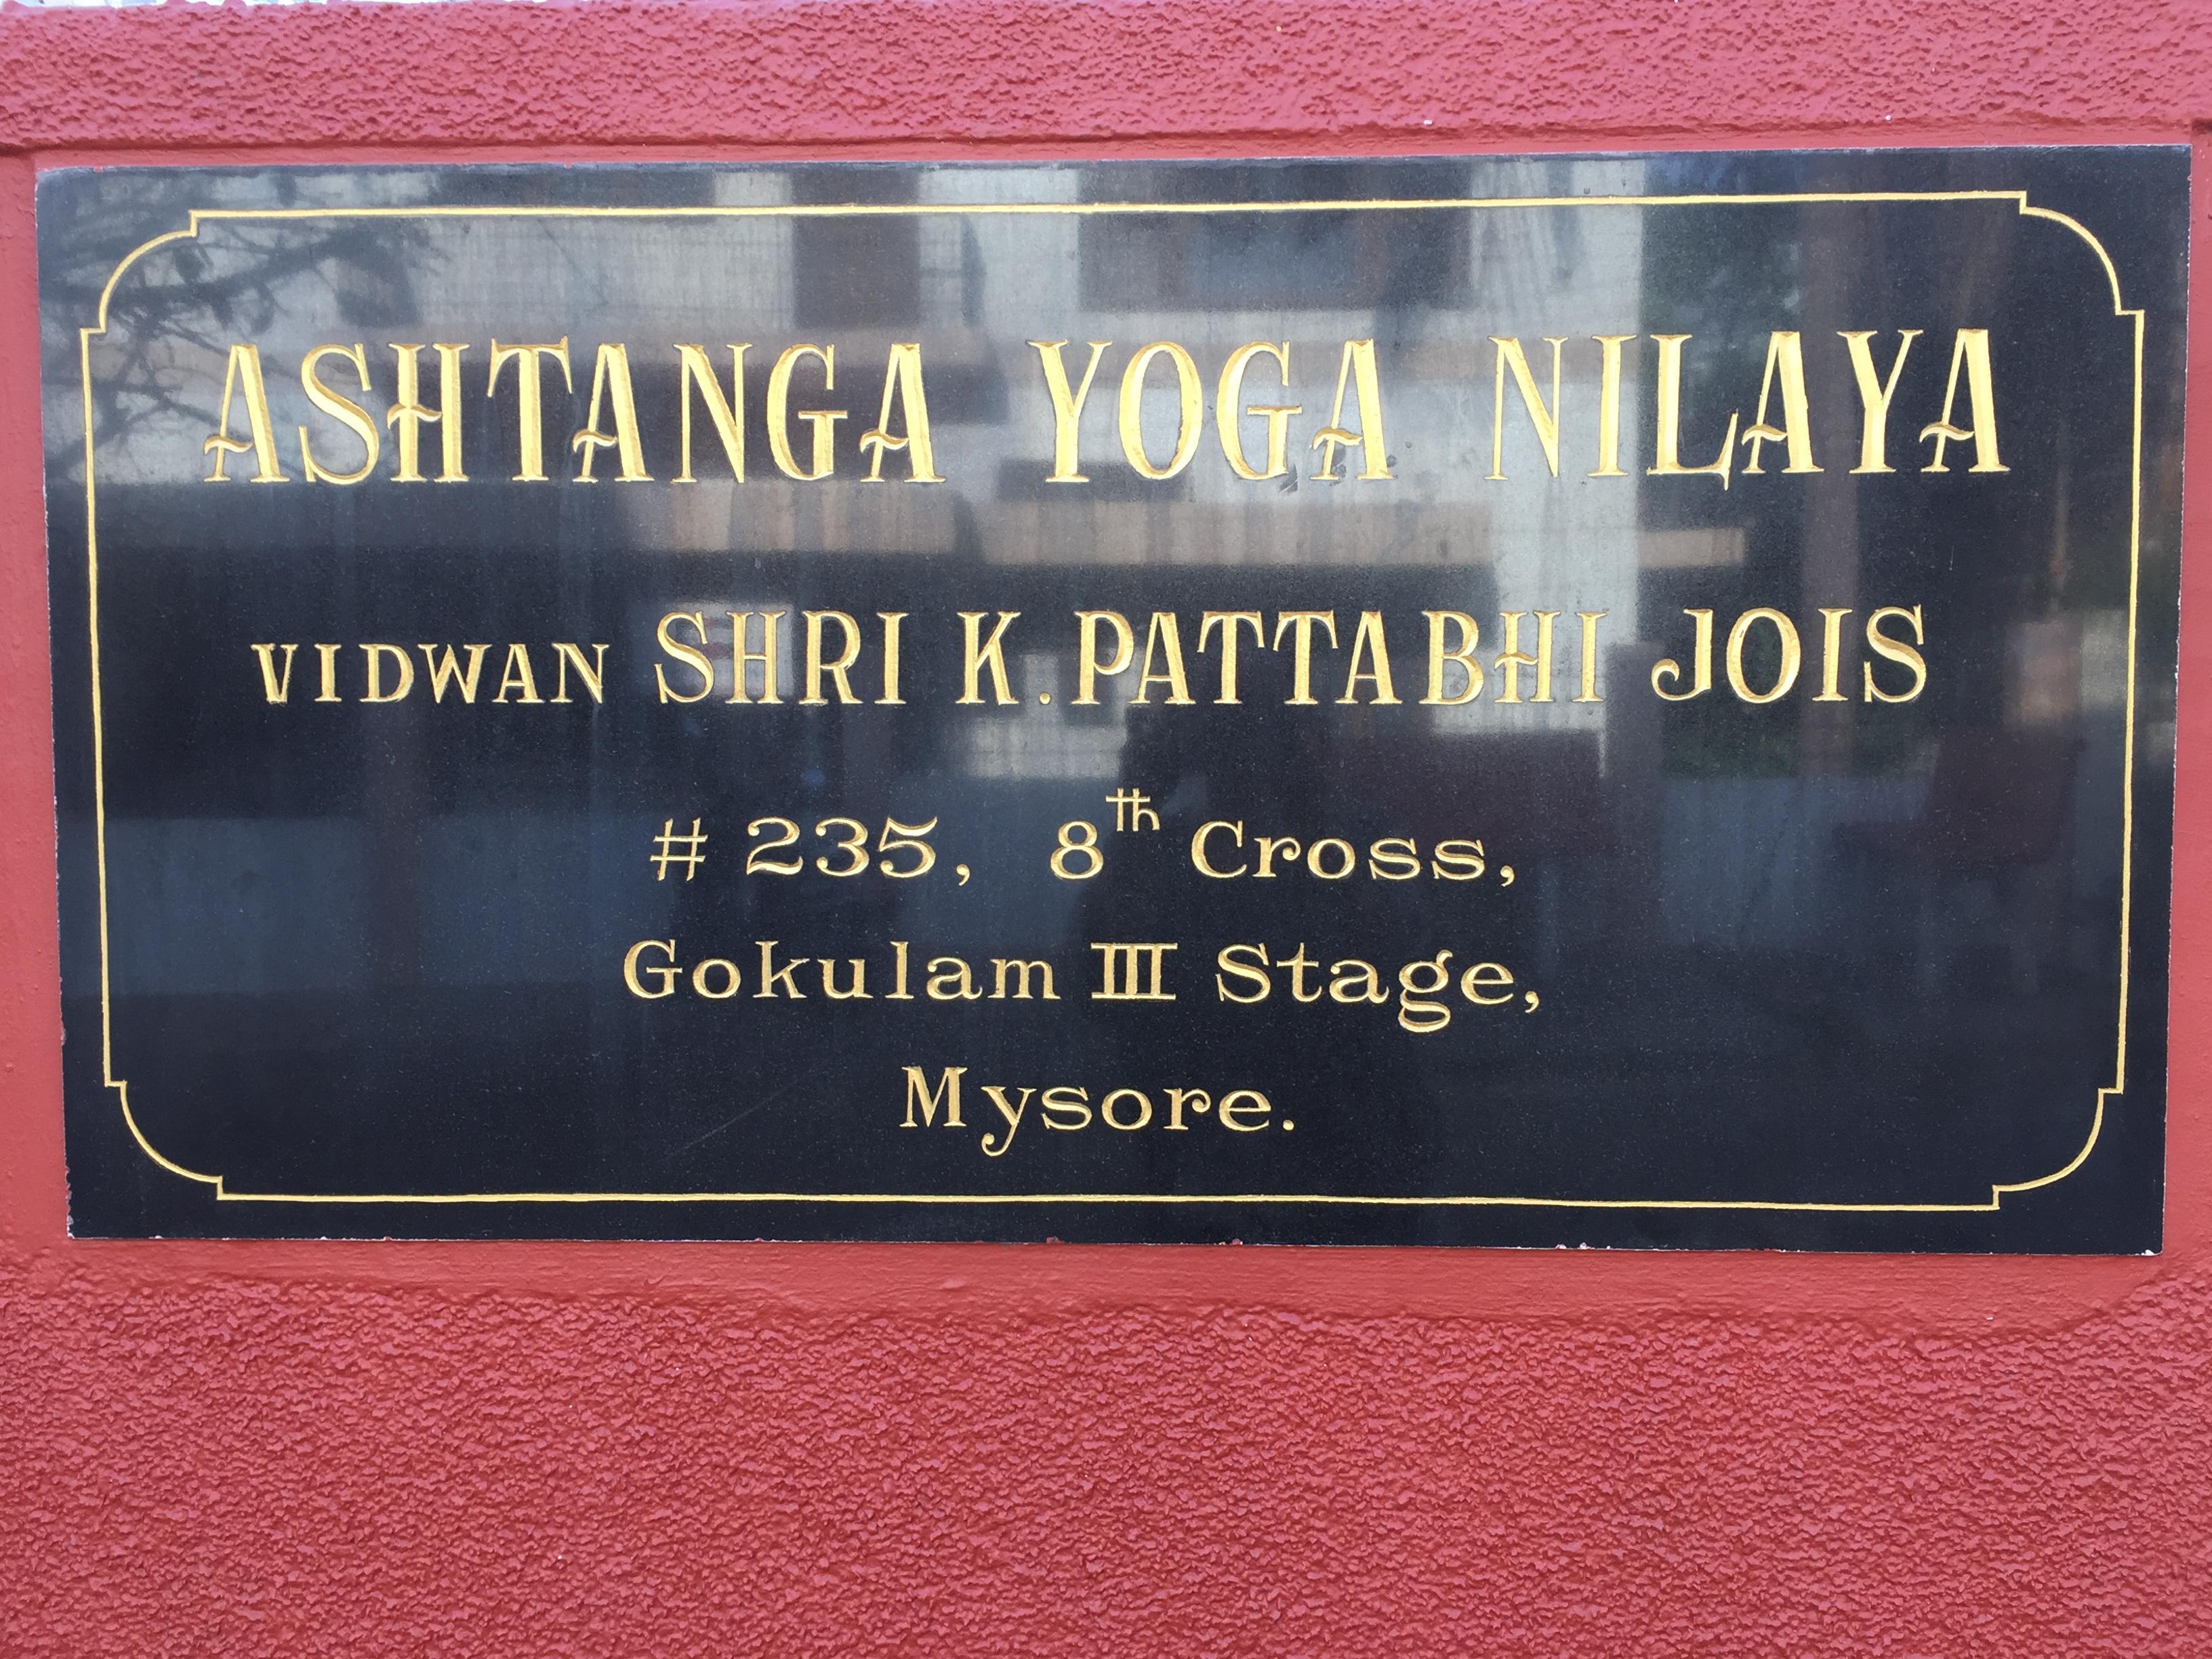 ASHTANGA YOGA NILAYA
VIDWAN SHRI K. PATTABHI JOIS
# 235, 8th Cross,
Gokulam III Stage,
Mysore.